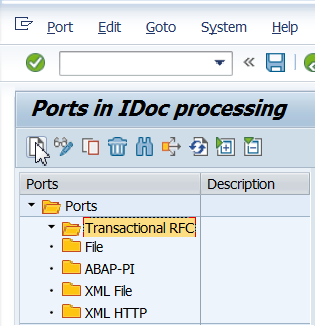 Port Edit Goto System Help
Ports in IDoc processing
Ports Description
Ports
Transactional RFC
File
ABAP-PI
XML File
XML HTTP